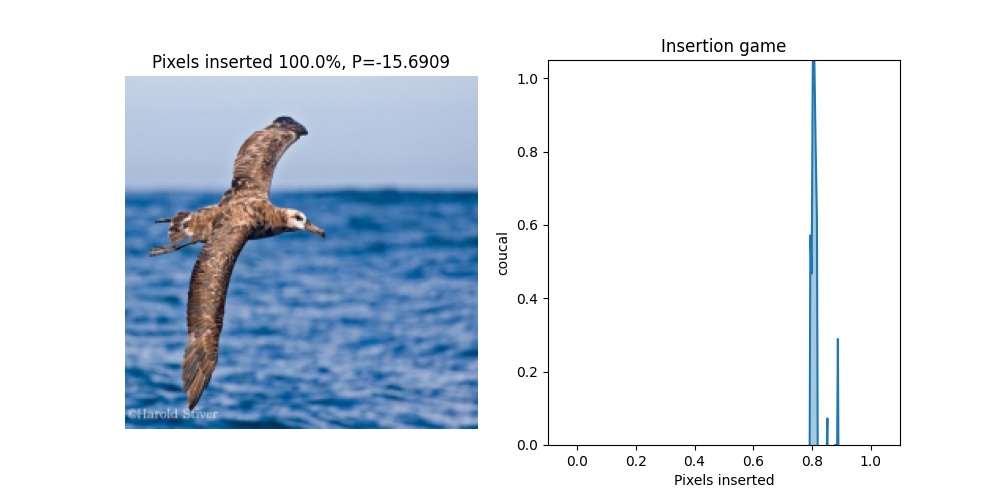 Pixels inserted 100.0%, P=-15.6909
©Harold Stiver
Insertion game
coucal
1.0
0.8
0.6
0.4
0.2
0.0
0.0 0.2 0.4 0.6 0.8 1.0
Pixels inserted